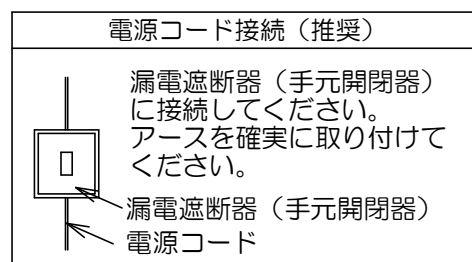 電源コード接続（推奨）
漏電遮断器（手元開閉器）
に接続してください。
アースを確実に取り付けて
ください。
漏電遮断器（手元開閉器）
電源コード